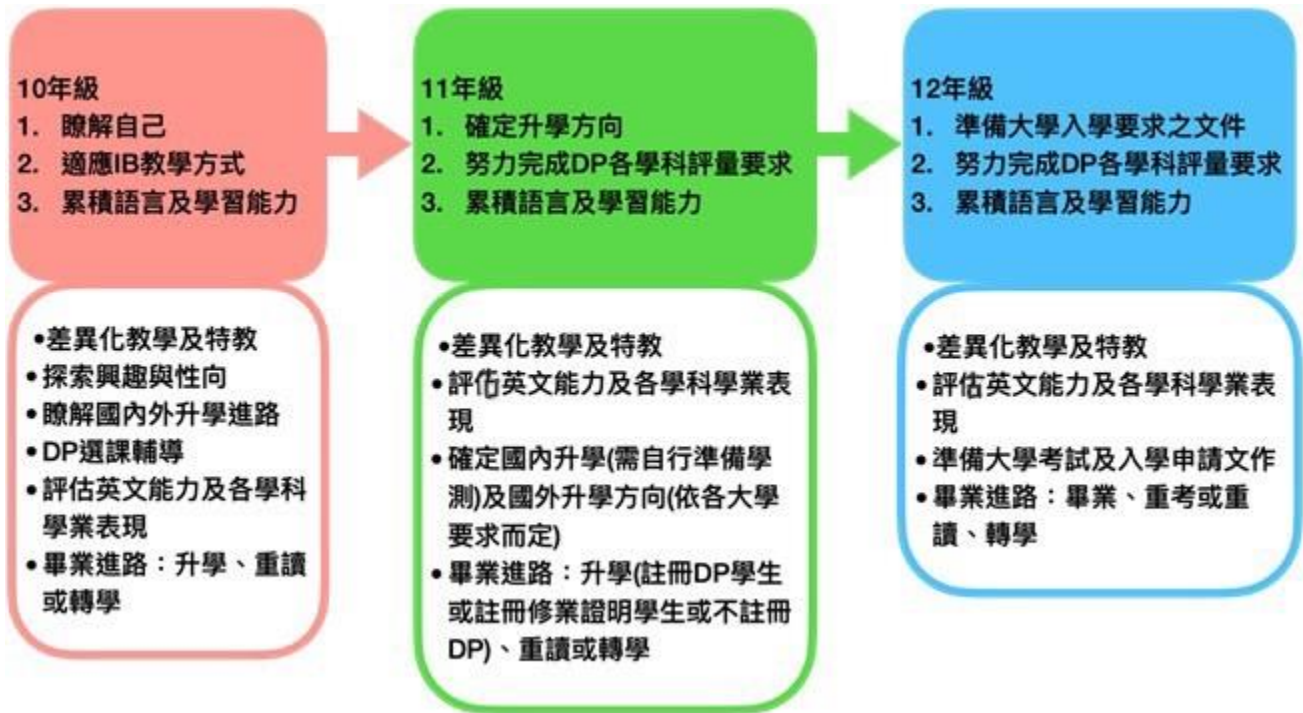 10年級
1. 瞭解自己
2. 適應IB教學方式
3. 累積語言及學習能力
•差異化教學及特教
•探索興趣與性向
•瞭解國內外升學進路
•DP選課輔導
•評估英文能力及各學科
學業表現
•畢業進路：升學、重讀
或轉學
11年級
1. 確定升學方向
2. 努力完成DP各學科評量要求
3. 累積語言及學習能力
•差異化教學及特教
•評估英文能力及各學科學業表
現
•確定國內升學(需自行準備學
測)及國外升學方向(依各大學
要求而定)
•畢業進路：升學(註冊DP學生
或註冊修業證明學生或不註冊
DP)、重讀或轉學
12年級
1. 準備大學入學要求之文件
2. 努力完成DP各學科評量要求
3. 累積語言及學習能力
•差異化教學及特教
•評估英文能力及各學科學業表
現
•準備大學考試及入學申請文作
•畢業進路：畢業、重考或重
讀、轉學